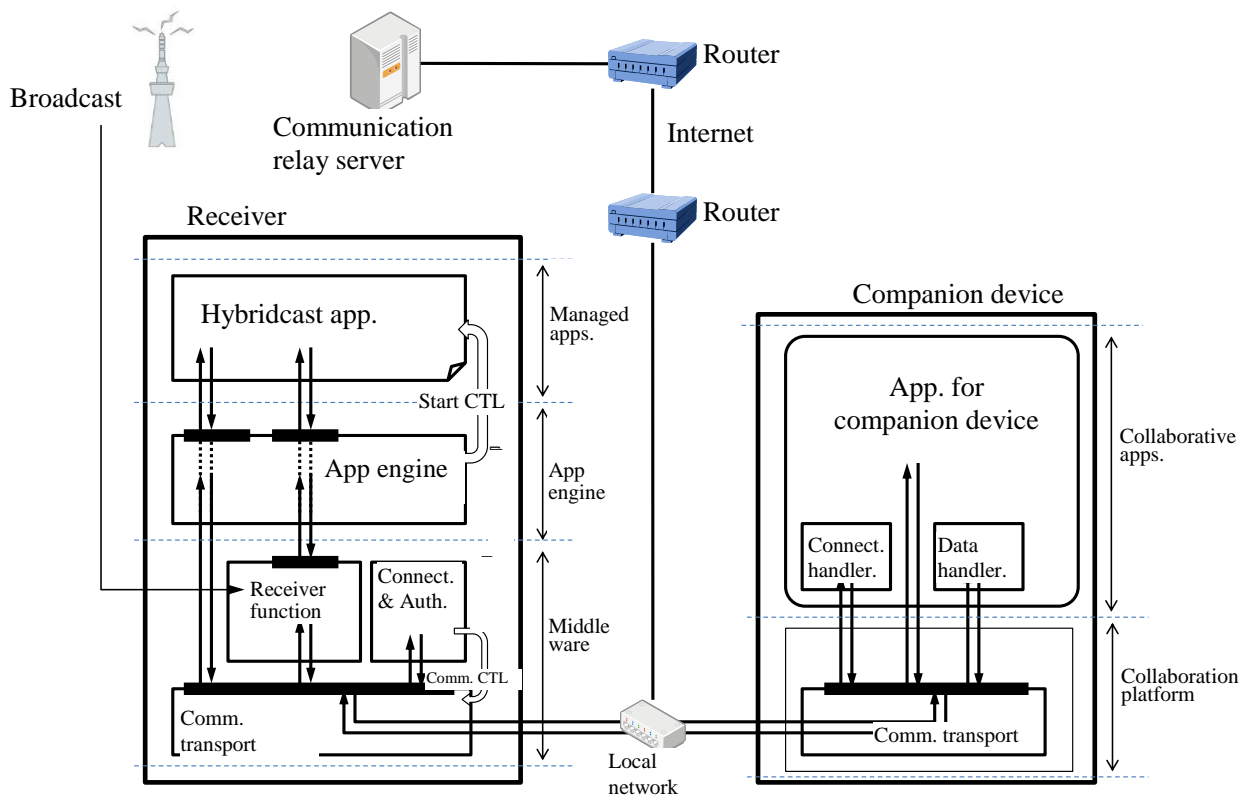 Broadcast
Communication
relay server
Router
Internet
Router
Receiver
Hybridcast app.
Managed
apps.
Start CTL
App engine
App
engine
Receiver
function
Connect.
& Auth.
Middle
ware
Comm. CTL
Comm.
transport
Local
network
Companion device
App. for
companion device
Collaborative
apps.
Connect.
handler.
Data
handler.
Collaboration
platform
Comm. transport